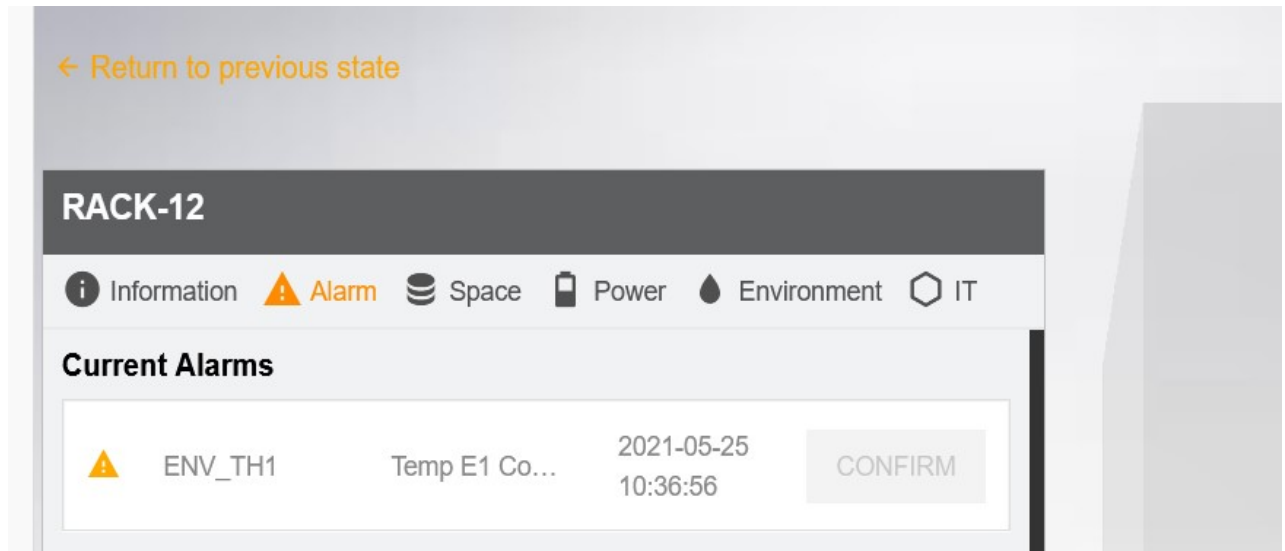 ← Return to previous state
RACK-12
Information Alarm Space Power Environment IT
Current Alarms
ENV_TH1 Temp E1 Co... 2021-05-25 10:36:56 CONFIRM